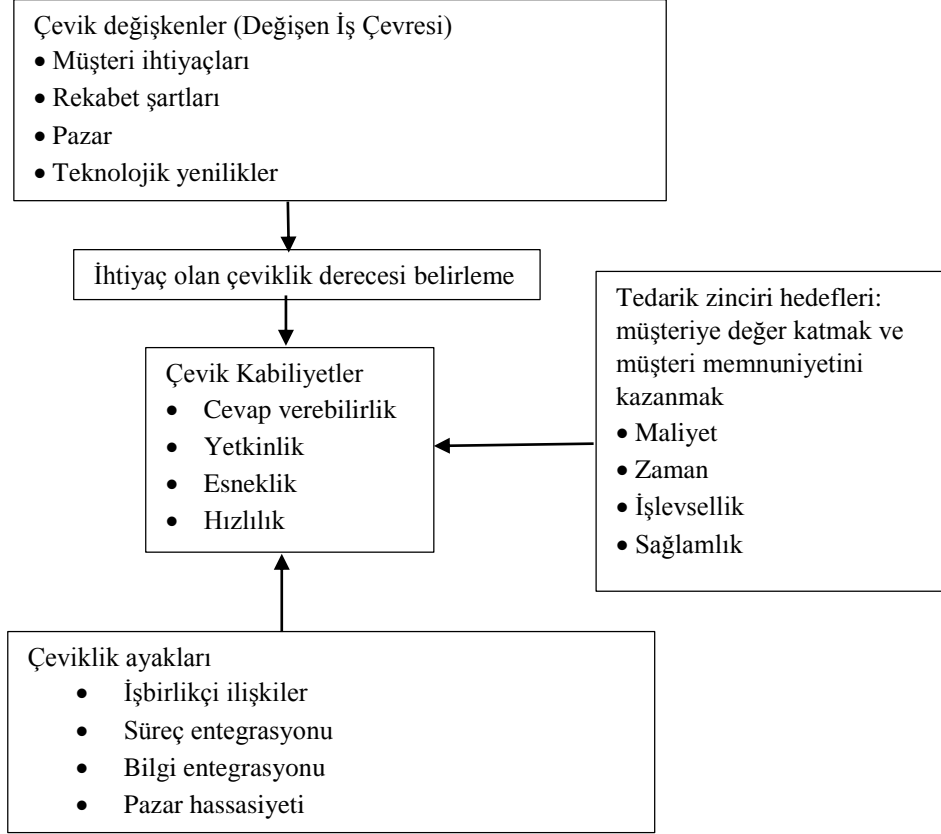 Çevik değişkenler (Değişen İş Çevresi)
• Müşteri ihtiyaçları
• Rekabet şartları
• Pazar
• Teknolojik yenilikler
İhtiyaç olan çeviklik derecesi belirleme
Çevik Kabiliyetler
• Cevap verebilirlik
• Yetkinlik
• Esneklik
• Hızlılık
Tedarik zinciri hedefleri:
müşteriye değer katmak ve
müşteri memnuniyetini
kazanmak
• Maliyet
• Zaman
• İşlevsellik
• Sağlamlık
Çeviklik ayakları
• İşbirlikçi ilişkiler
• Süreç entegrasyonu
• Bilgi entegrasyonu
• Pazar hassasiyeti